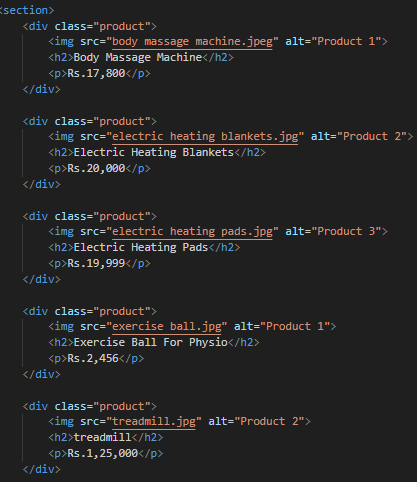 <section>
<div class="product">
<img src="body massage machine.jpeg" alt="Product 1">
<h2>Body Massage Machine</h2>
<p>Rs.17,800</p>
</div>
<div class="product">
<img src="electric heating blankets.jpg" alt="Product 2">
<h2>Electric Heating Blankets</h2>
<p>Rs.20,000</p>
</div>
<div class="product">
<img src="electric heating pads.jpg" alt="Product 3">
<h2>Electric Heating Pads</h2>
<p>Rs.19,999</p>
</div>
<div class="product">
<img src="exercise ball.jpg" alt="Product 1">
<h2>Exercise Ball For Physio</h2>
<p>Rs.2,456</p>
</div>
<div class="product">
<img src="treadmill.jpg" alt="Product 2">
<h2>treadmill</h2>
<p>Rs.1,25,000</p>
</div>